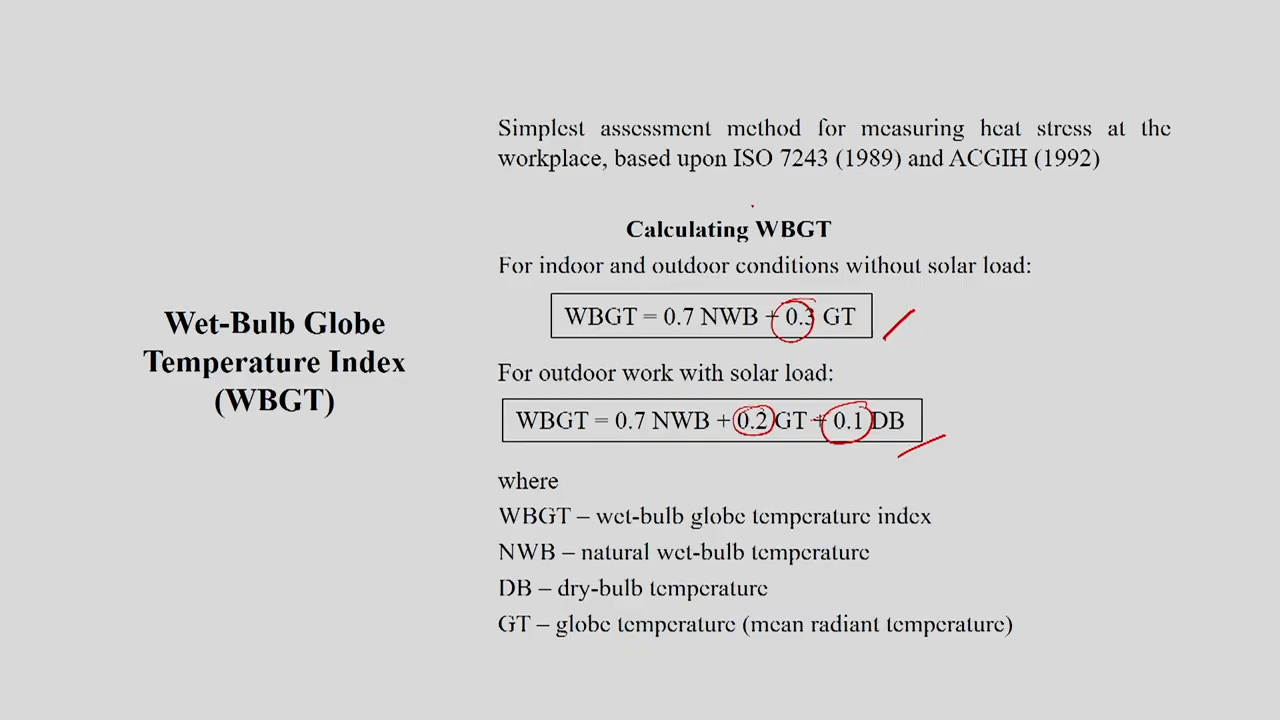 Simplest assessment method for measuring heat stress at the
workplace, based upon ISO 7243 (1989) and ACGIH (1992)
Calculating WBGT
For indoor and outdoor conditions without solar load:
WBGT = 0.7 NWB + 0.3 GT
For outdoor work with solar load:
WBGT = 0.7 NWB + 0.2 GT + 0.1 DB
where
WBGT – wet-bulb globe temperature index
NWB – natural wet-bulb temperature
DB – dry-bulb temperature
GT – globe temperature (mean radiant temperature)
Wet-Bulb Globe
Temperature Index
(WBGT)